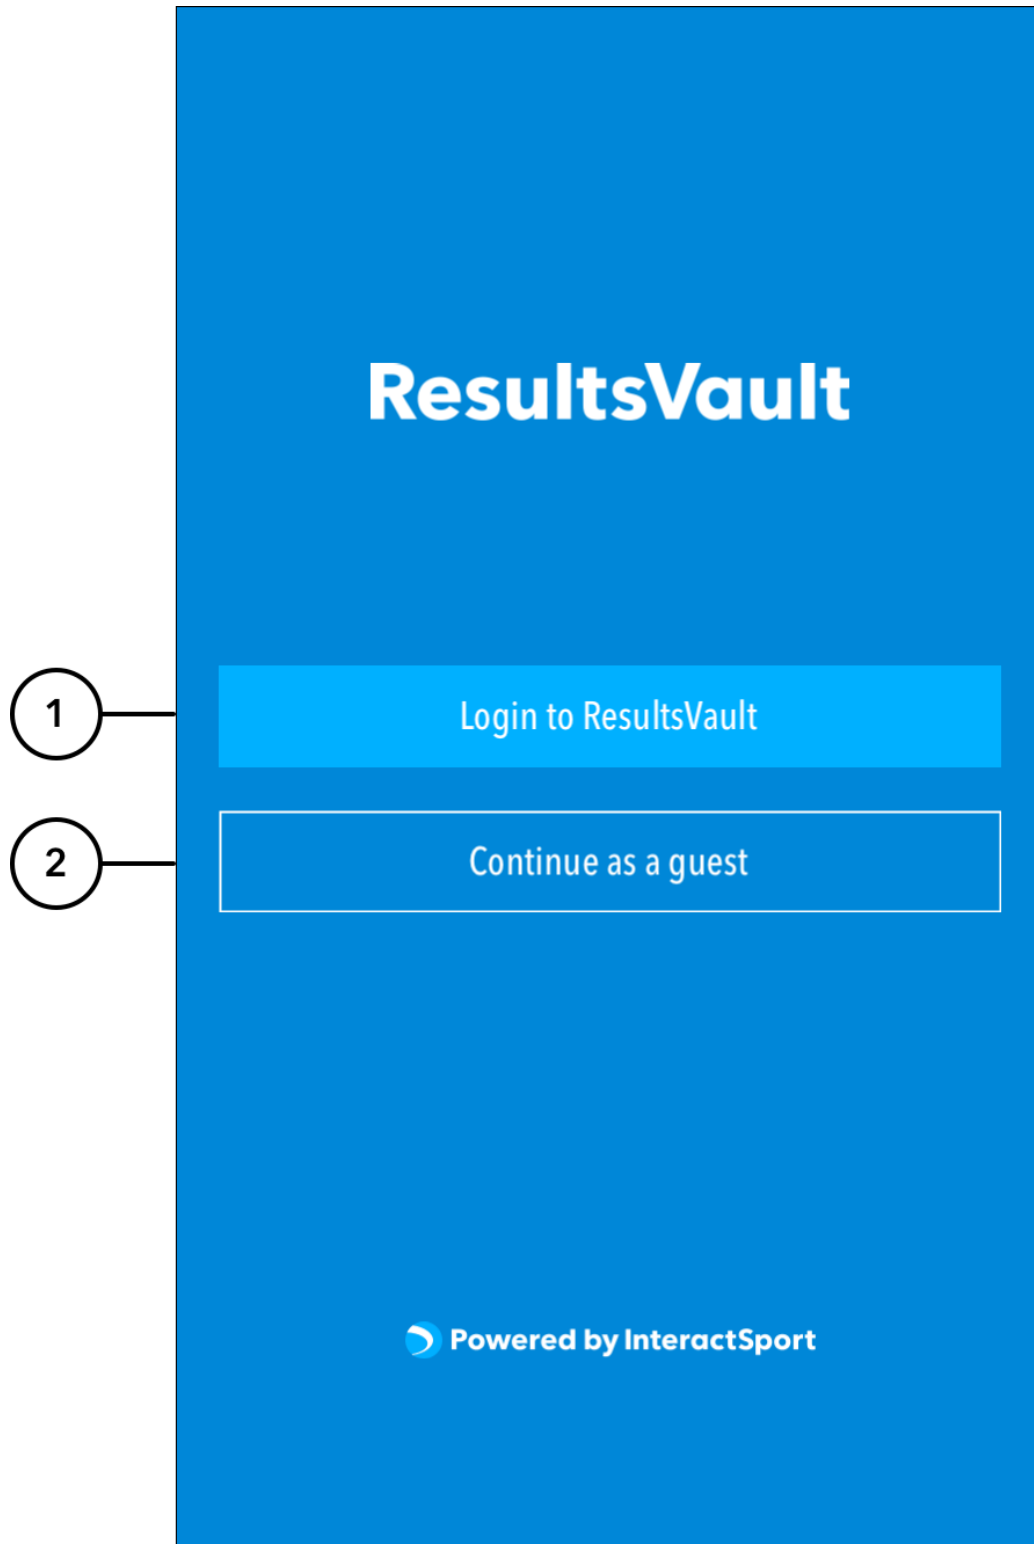 ResultsVault
1
Login to ResultsVault
2
Continue as a guest
Powered by InteractSport